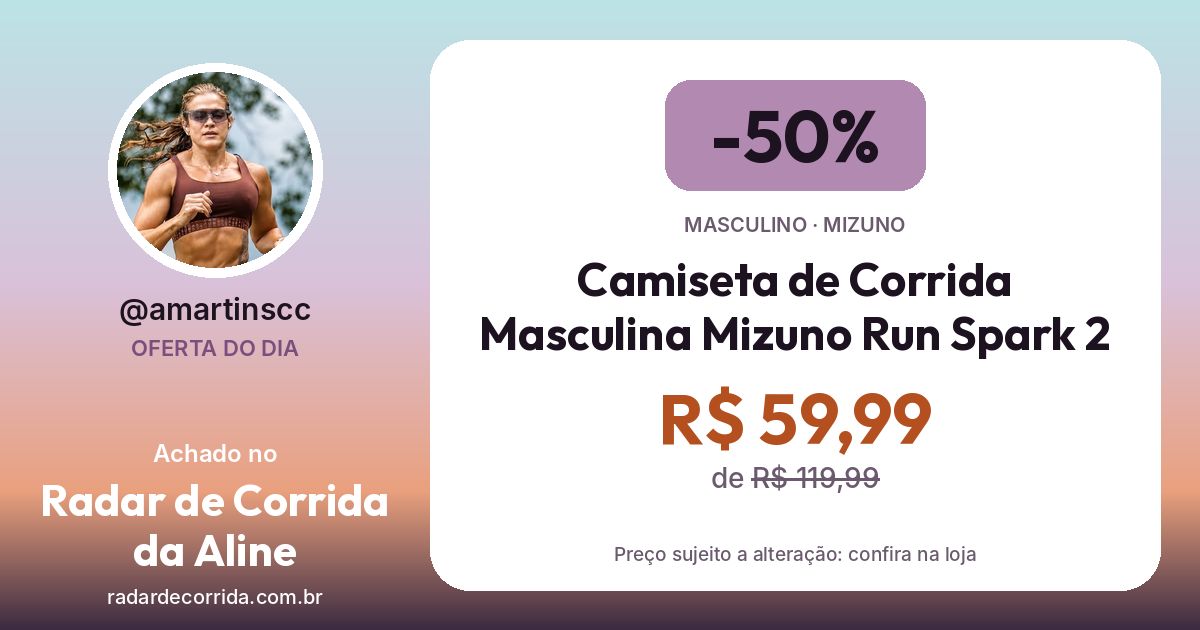 @amartinscc
OFERTA DO DIA
Achado no
Radar de Corrida
da Aline
radardecorrida.com.br
-50%
MASCULINO · MIZUNO
Camiseta de Corrida
Masculina Mizuno Run Spark 2
R$ 59,99
de R$ 119,99
Preço sujeito a alteração: confira na loja